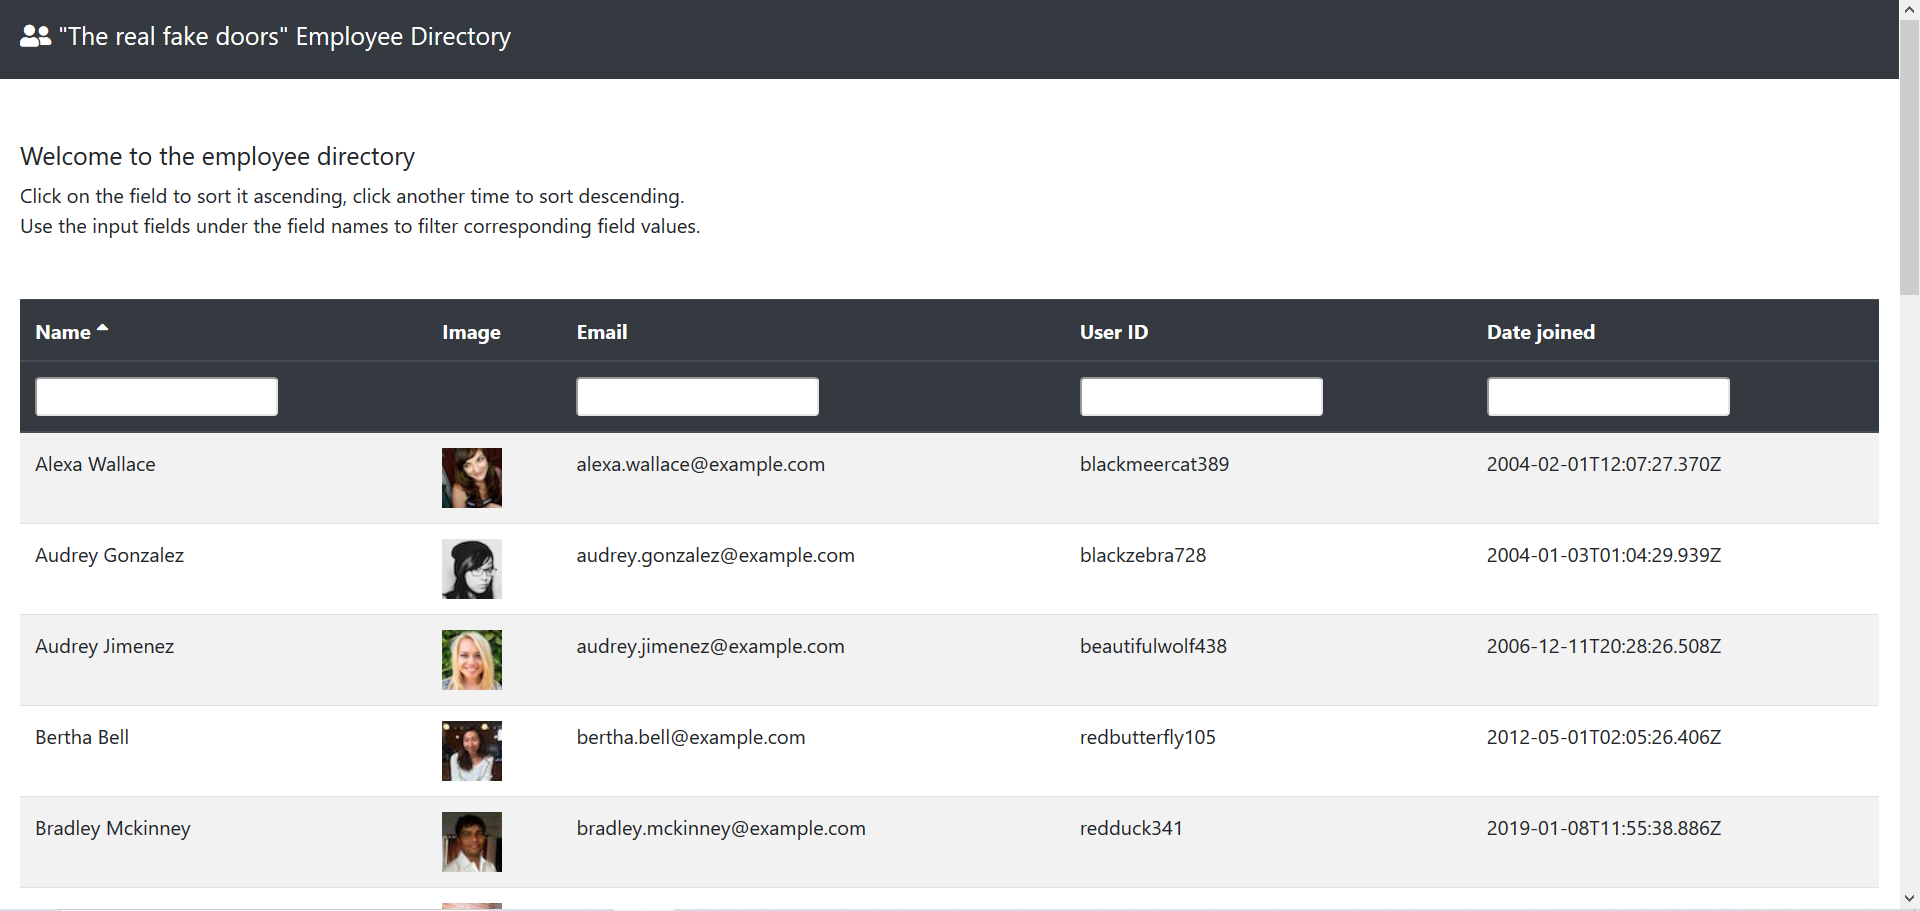 "The real fake doors" Employee Directory
Welcome to the employee directory
Click on the field to sort it ascending, click another time to sort descending.
Use the input fields under the field names to filter corresponding field values.
Name Image Email User ID Date joined
Alexa Wallace alexa.wallace@example.com blackmeercat389 2004-02-01T12:07:27.370Z
Audrey Gonzalez audrey.gonzalez@example.com blackzebra728 2004-01-03T01:04:29.939Z
Audrey Jimenez audrey.jimenez@example.com beautifulwolf438 2006-12-11T20:28:26.508Z
Bertha Bell bertha.bell@example.com redbutterfly105 2012-05-01T02:05:26.406Z
Bradley Mckinney bradley.mckinney@example.com redduck341 2019-01-08T11:55:38.886Z